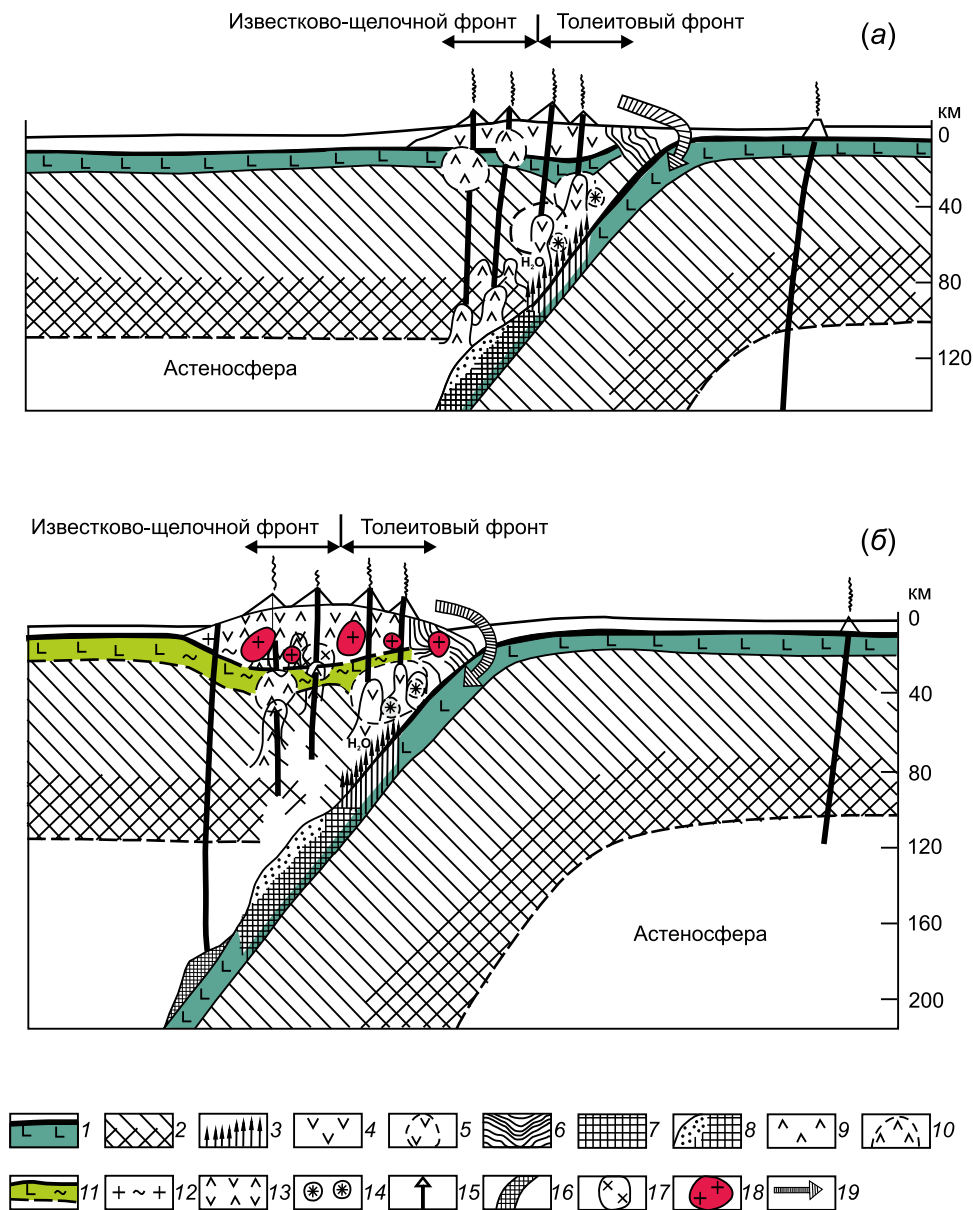 Известково-щелочной фронт Толеитовый фронт
(а)
км
0
40
80
120
H₂O
Астеносфера
Известково-щелочной фронт Толеитовый фронт
(б)
км
0
40
80
120
160
200
H₂O
Астеносфера
1 2 3 4 5 6 7 8 9 10
11 12 13 14 15 16 17 18 19